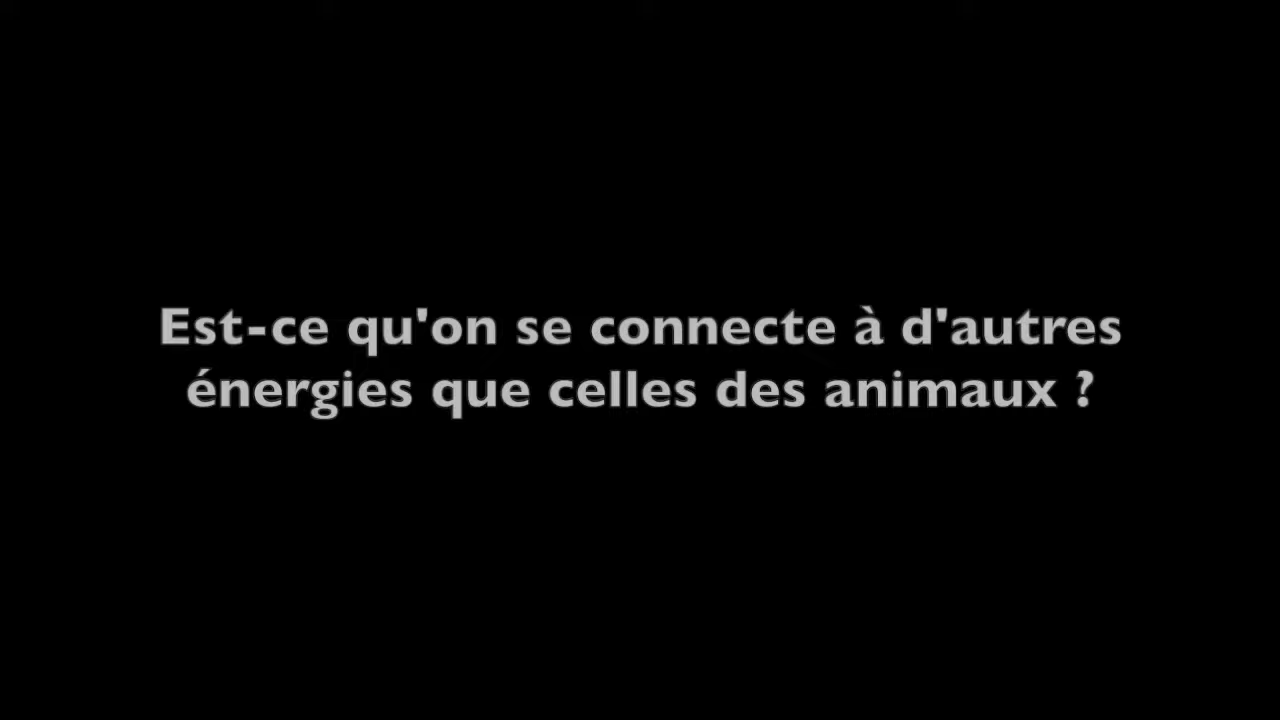 Est-ce qu'on se connecte à d'autres
énergies que celles des animaux ?